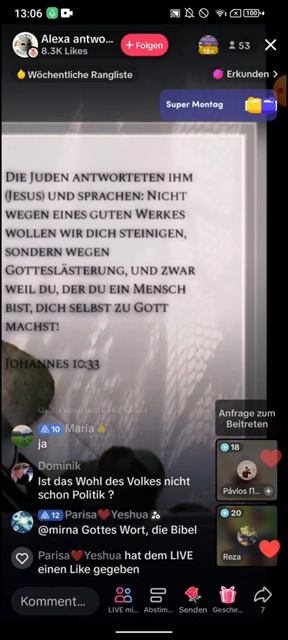 13:06
100
Alexa antwo...
8.3K Likes
+ Folgen
53
Wöchentliche Rangliste
Erkunden >
Super Montag
Die Juden antworteten ihm
(Jesus) und sprachen: Nicht
wegen eines guten Werkes
wollen wir dich steinigen,
sondern wegen
Gotteslästerung, und zwar
weil du, der du ein Mensch
bist, dich selbst zu Gott
machst!
Johannes 10:33
10 Maria
ja
Dominik
Ist das Wohl des Volkes nicht
schon Politik ?
12 Parisa❤️Yeshua
@mirna Gottes Wort, die Bibel
Parisa❤️Yeshua hat dem LIVE
einen Like gegeben
Anfrage zum
Beitreten
18
Pávlos Π...
20
Reza
Komment...
LIVE mi...
Abstim...
Senden
Gesche...
7